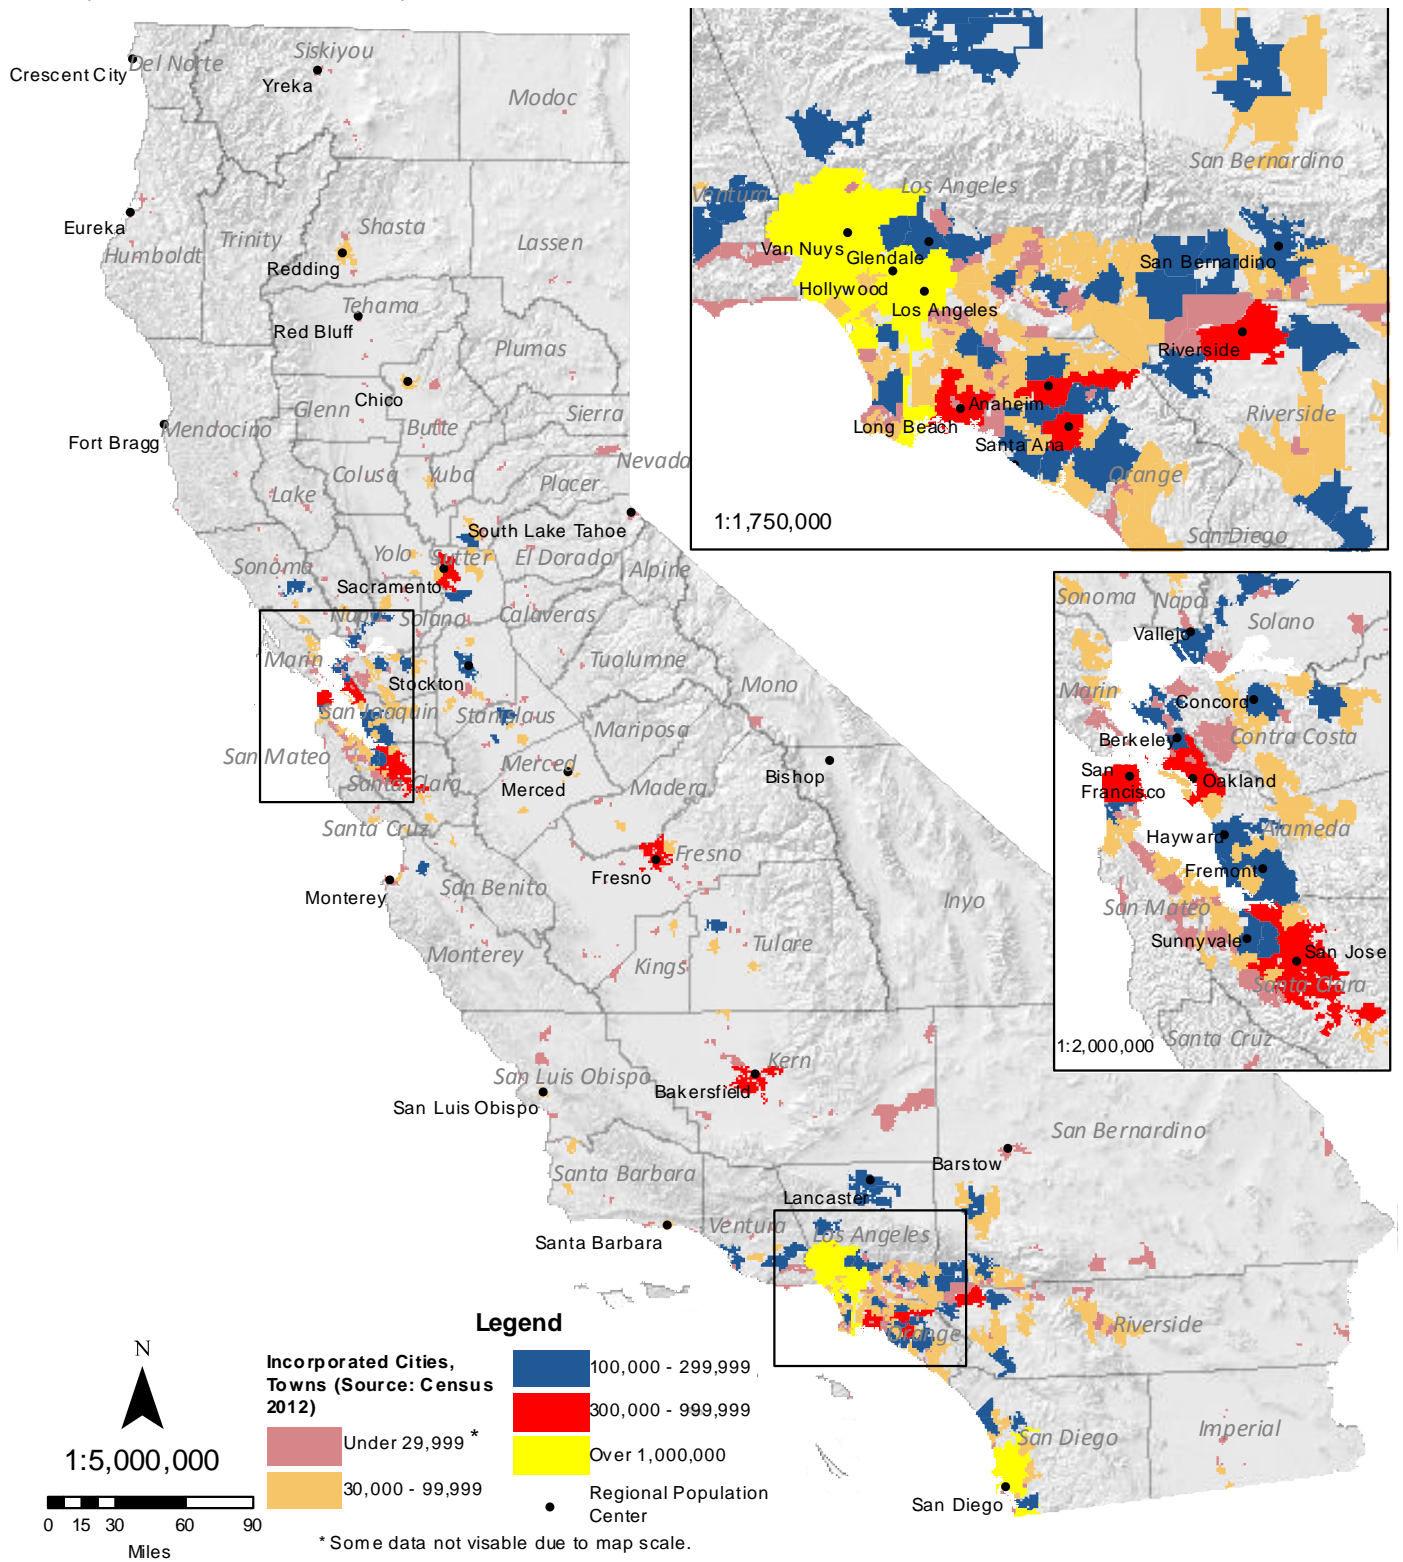 Crescent City
Del Norte
Siskiyou
Yreka
Modoc
Eureka
Humboldt
Trinity
Shasta
Redding
Lassen
Tehama
Red Bluff
Plumas
Chico
Glenn
Butte
Sierra
Fort Bragg
Mendocino
Colusa
Yuba
Nevada
Lake
Placer
South Lake Tahoe
Yolo
Sutter
El Dorado
Sonoma
Sacramento
Alpine
Napa
Solano
Calaveras
Marin
Stockton
Tuolumne
Mono
San Joaquin
Stanislaus
Mariposa
San Mateo
Santa Clara
Merced
Merced
Madera
Bishop
Santa Cruz
Fresno
Fresno
Monterey
San Benito
Inyo
Monterey
Kings
Tulare
Kern
San Luis Obispo
Bakersfield
San Luis Obispo
San Bernardino
Barstow
Santa Barbara
Lancaster
Santa Barbara
Ventura
Los Angeles
Orange
Riverside
San Diego
Imperial
San Diego
San Bernardino
Ventura
Los Angeles
Van Nuys
Glendale
San Bernardino
Hollywood
Los Angeles
Riverside
Anaheim
Long Beach
Santa Ana
Riverside
Orange
1:1,750,000
San Diego
Sonoma
Napa
Solano
Vallejo
Marin
Concord
Berkeley
Contra Costa
San
Francisco
Oakland
Hayward
Alameda
Fremont
San Mateo
Sunnyvale
San Jose
Santa Clara
1:2,000,000
Santa Cruz
Legend
Incorporated Cities,
Towns (Source: Census
2012)
Under 29,999 *
30,000 - 99,999
100,000 - 299,999
300,000 - 999,999
Over 1,000,000
Regional Population
Center
* Some data not visable due to map scale.
N
1:5,000,000
0 15 30 60 90
Miles